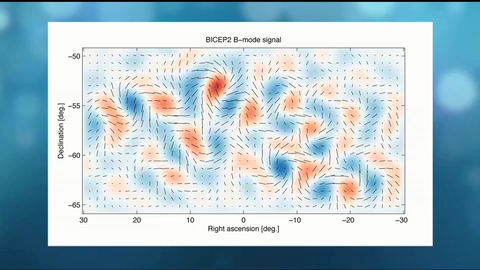 BICEP2 B−mode signal
−50
−55
−60
−65
Declination [deg.]
30 20 10 0 −10 −20 −30
Right ascension [deg.]